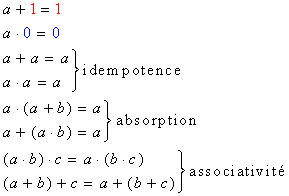 a + 1 = 1
a · 0 = 0
a + a = a
a · a = a
idempotence
a · (a + b) = a
a + (a · b) = a
absorption
(a · b) · c = a · (b · c)
(a + b) + c = a + (b + c)
associativité